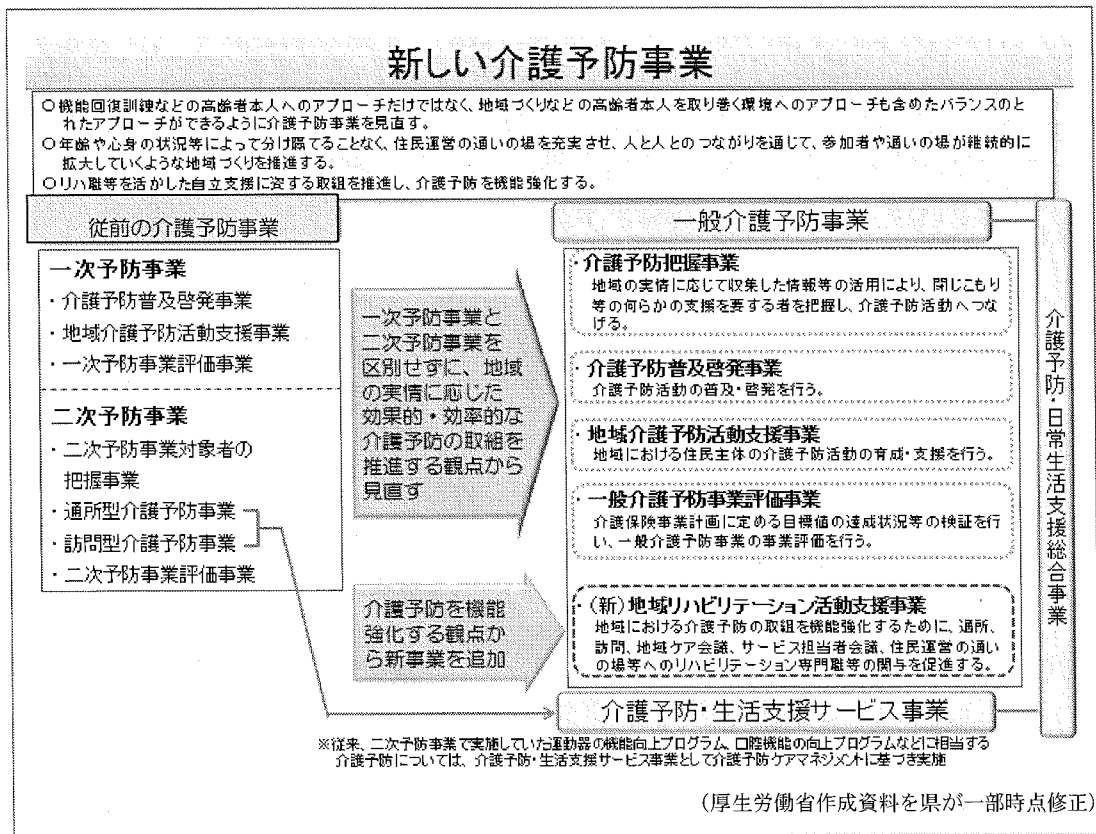 新しい介護予防事業
○機能回復訓練などの高齢者本人へのアプローチだけではなく、地域づくりなどの高齢者本人を取り巻く環境へのアプローチも含めたバランスのと
れたアプローチができるように介護予防事業を見直す。
○年齢や心身の状況等によって分け隔てることなく、住民運営の通いの場を充実させ、人と人とのつながりを通じて、参加者や通いの場が継続的に
拡大していくような地域づくりを推進する。
○リハ職等を活かした自立支援に資する取組を推進し、介護予防を機能強化する。
従前の介護予防事業
一次予防事業
・介護予防普及啓発事業
・地域介護予防活動支援事業
・一次予防事業評価事業
二次予防事業
・二次予防事業対象者の
把握事業
・通所型介護予防事業
・訪問型介護予防事業
・二次予防事業評価事業
一次予防事業と
二次予防事業を
区別せずに、地域
の実情に応じた
効果的・効率的な
介護予防の取組を
推進する観点から
見直す
介護予防を機能
強化する観点か
ら新事業を追加
一般介護予防事業
・介護予防把握事業
地域の実情に応じて収集した情報等の活用により、閉じこもり
等の何らかの支援を要する者を把握し、介護予防活動へつな
げる。
・介護予防普及啓発事業
介護予防活動の普及・啓発を行う。
・地域介護予防活動支援事業
地域における住民主体の介護予防活動の育成・支援を行う。
・一般介護予防事業評価事業
介護保険事業計画に定める目標値の達成状況等の検証を行
い、一般介護予防事業の事業評価を行う。
・(新)地域リハビリテーション活動支援事業
地域における介護予防の取組を機能強化するために、通所、
訪問、地域ケア会議、サービス担当者会議、住民運営の通い
の場等へのリハビリテーション専門職等の関与を促進する。
介護予防・生活支援サービス事業
介護予防・日常生活支援総合事業
※従来、二次予防事業で実施していた運動器の機能向上プログラム、口腔機能の向上プログラムなどに相当する
介護予防については、介護予防・生活支援サービス事業として介護予防ケアマネジメントに基づき実施
(厚生労働省作成資料を県が一部時点修正)